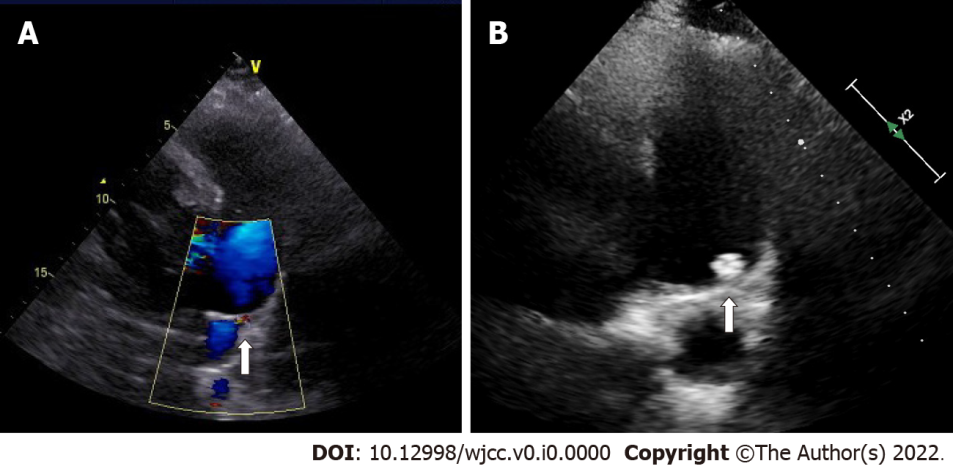 A
B
V
5
X2
10
15
DOI: 10.12998/wjcc.v0.i0.0000 Copyright ©The Author(s) 2022.